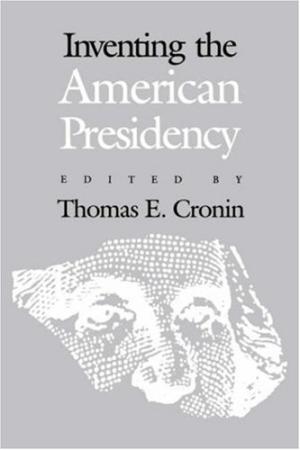 Inventing the
American
Presidency
EDITED BY
Thomas E. Cronin